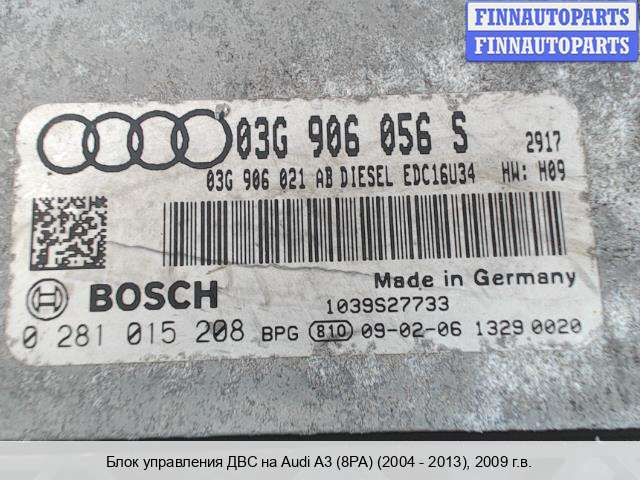 FINNAUTOPARTS
FINNAUTOPARTS
03G 906 056 S 2917
03G 906 021 AB DIESEL EDC16U34 HW: H09
Made in Germany
BOSCH 1039S27733
0 281 015 208 BPG 810 09-02-06 1329 0020
Блок управления ДВС на Audi A3 (8PA) (2004 - 2013), 2009 г.в.